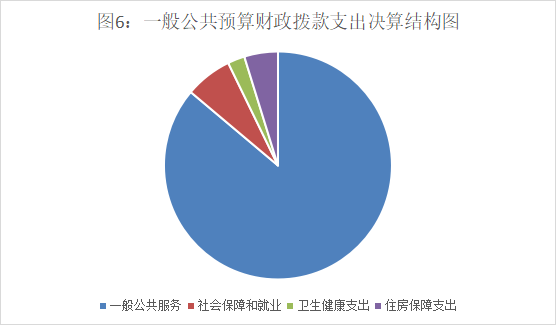 图6：一般公共预算财政拨款支出决算结构图
一般公共服务 社会保障和就业 卫生健康支出 住房保障支出